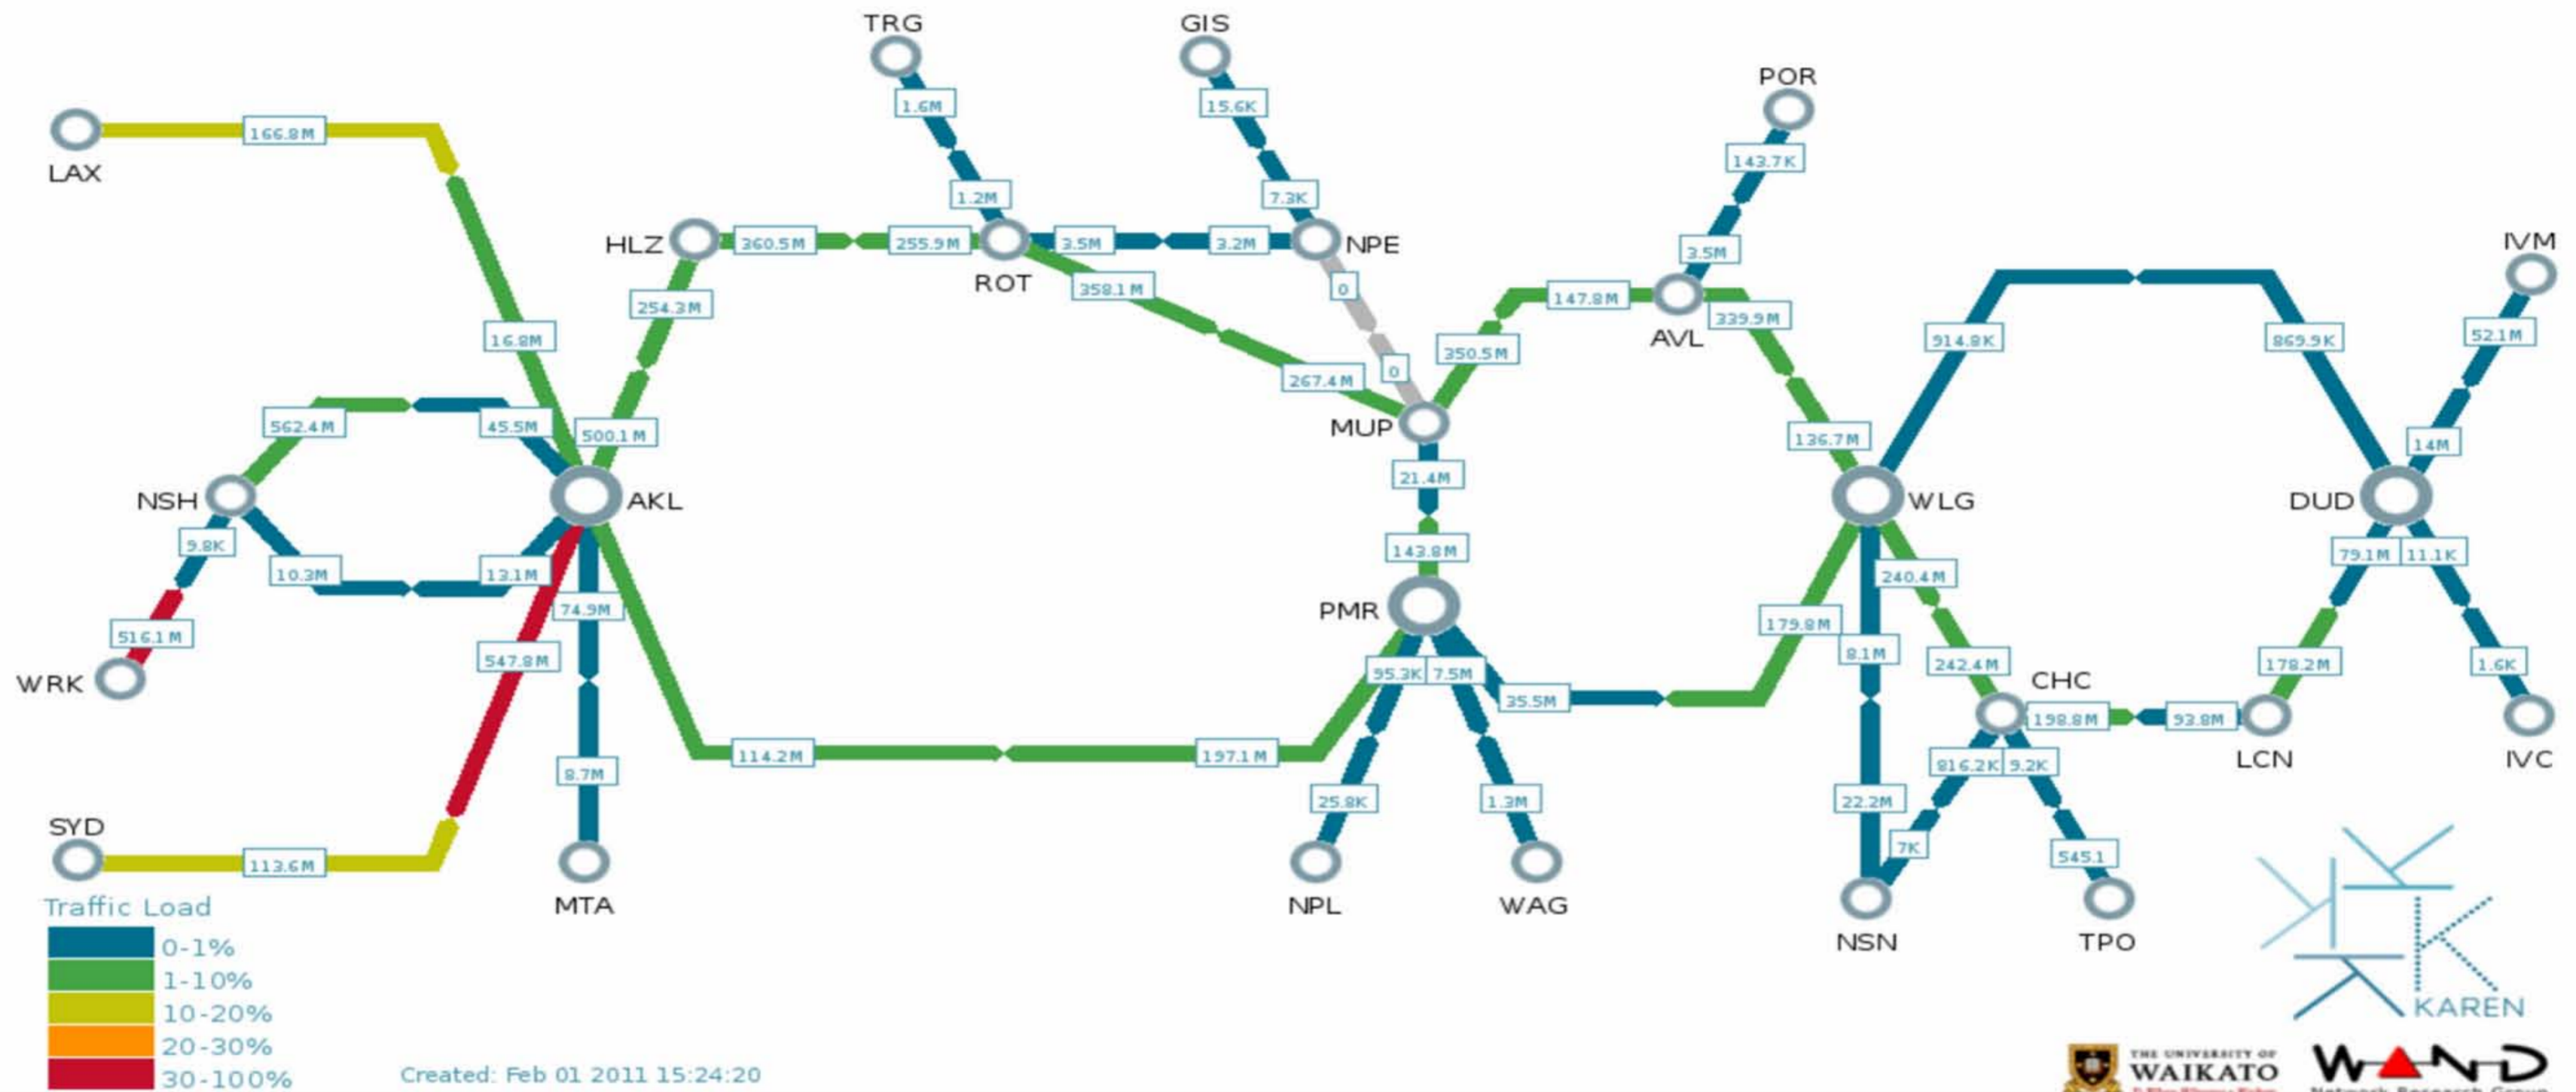 TRG
GIS
POR
1.6M
15.6K
LAX
166.8M
143.7K
1.2M
7.3K
HLZ
360.5M
255.9M
3.5M
3.2M
NPE
3.5M
IVM
ROT
254.3M
358.1M
0
147.8M
AVL
339.9M
16.8M
350.5M
914.8K
869.9K
52.1M
267.4M
0
562.4M
45.5M
500.1M
MUP
136.7M
14M
21.4M
NSH
AKL
WLG
DUD
9.8K
10.3M
13.1M
143.8M
240.4M
79.1M
11.1K
74.9M
PMR
179.8M
516.1M
547.8M
95.3K
7.5M
8.1M
242.4M
178.2M
1.6K
WRK
35.5M
CHC
198.8M
93.8M
114.2M
197.1M
LCN
IVC
8.7M
816.2K
9.2K
25.8K
1.3M
22.2M
SYD
7K
545.1
113.6M
MTA
NPL
WAG
NSN
TPO
Traffic Load
0-1%
1-10%
10-20%
20-30%
30-100%
Created: Feb 01 2011 15:24:20
KAREN
THE UNIVERSITY OF
WAIKATO
WAND
Network Research Group